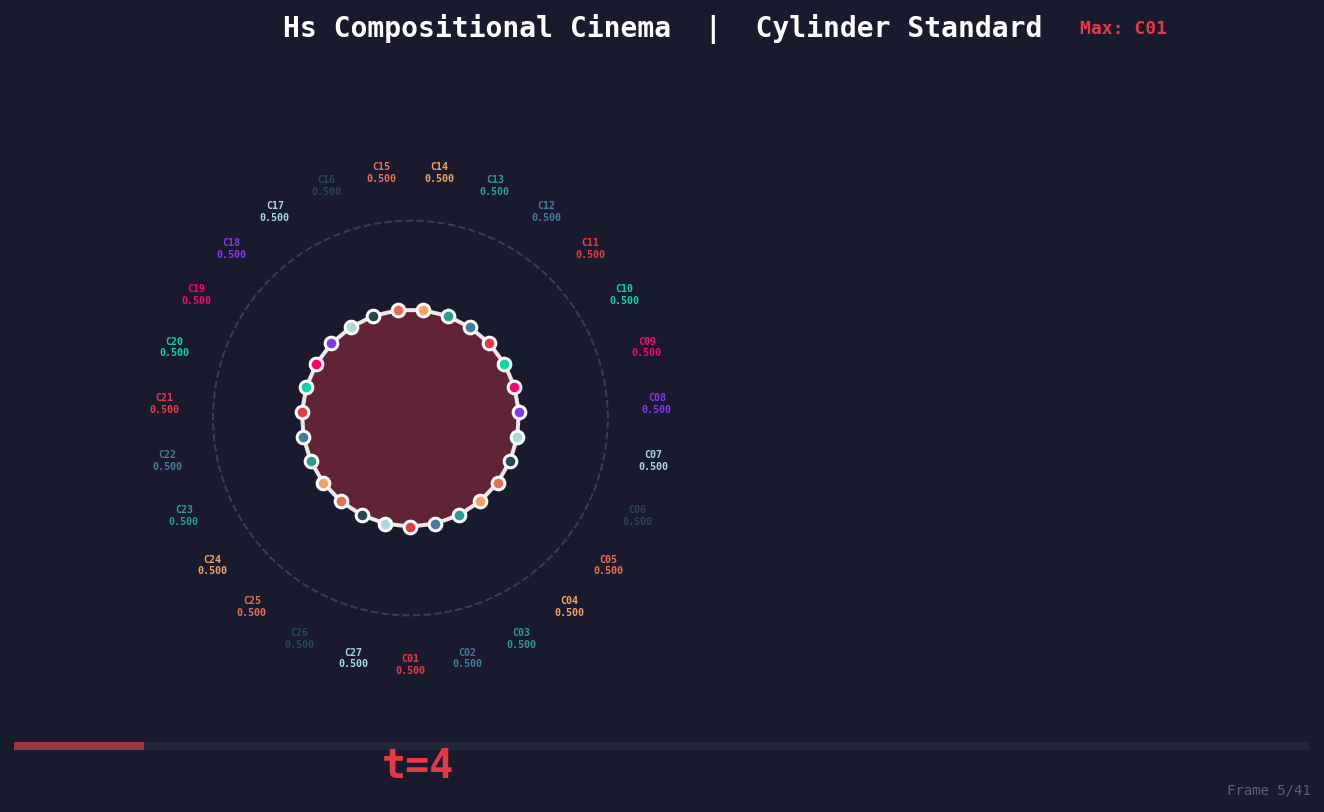 Hs Compositional Cinema | Cylinder Standard Max: C01
C15
0.500
C14
0.500
C16
0.500
C13
0.500
C17
0.500
C12
0.500
C18
0.500
C11
0.500
C19
0.500
C10
0.500
C20
0.500
C09
0.500
C21
0.500
C08
0.500
C22
0.500
C07
0.500
C23
0.500
C06
0.500
C24
0.500
C05
0.500
C25
0.500
C04
0.500
C26
0.500
C03
0.500
C27
0.500
C01
0.500
C02
0.500
t=4
Frame 5/41